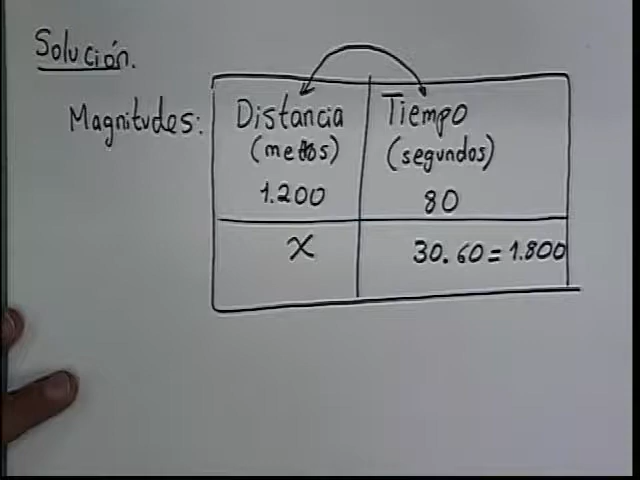 Solución.
Magnitudes:
Distancia Tiempo
(metros) (segundos)
1.200 80
x 30.60=1.800